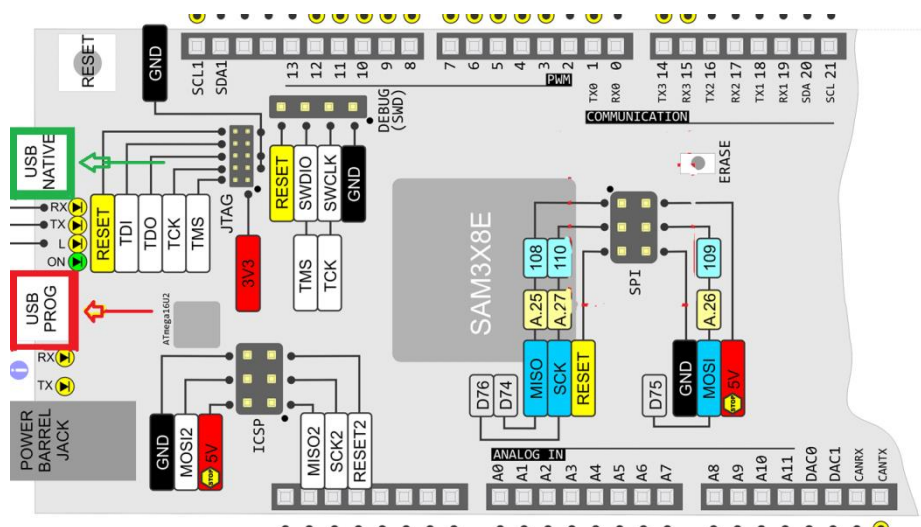 RESET
GND
SCL1
SDA1
13
12
11
10
9
8
7
6
5
4
3
2
1
0
PWM
TX0
RX0
TX3 14
RX3 15
TX2 16
RX2 17
TX1 18
RX1 19
SDA 20
SCL 21
COMMUNICATION
DEBUG
(SWD)
USB
NATIVE
RX
TX
L
ON
RESET
TDI
TDO
TCK
TMS
JTAG
3V3
RESET
SWDIO
SWCLK
GND
TMS
TCK
ERASE
SAM3X8E
SPI
108
110
109
A.25
A.27
A.26
MISO
SCK
RESET
D76
D74
D75
GND
MOSI
STOP 5V
USB
PROG
ATmega16U2
RX
TX
POWER
BARREL
JACK
GND
MOSI2
STOP 5V
ICSP
MISO2
SCK2
RESET2
ANALOG IN
A0
A1
A2
A3
A4
A5
A6
A7
A8
A9
A10
A11
DAC0
DAC1
CANRX
CANTX